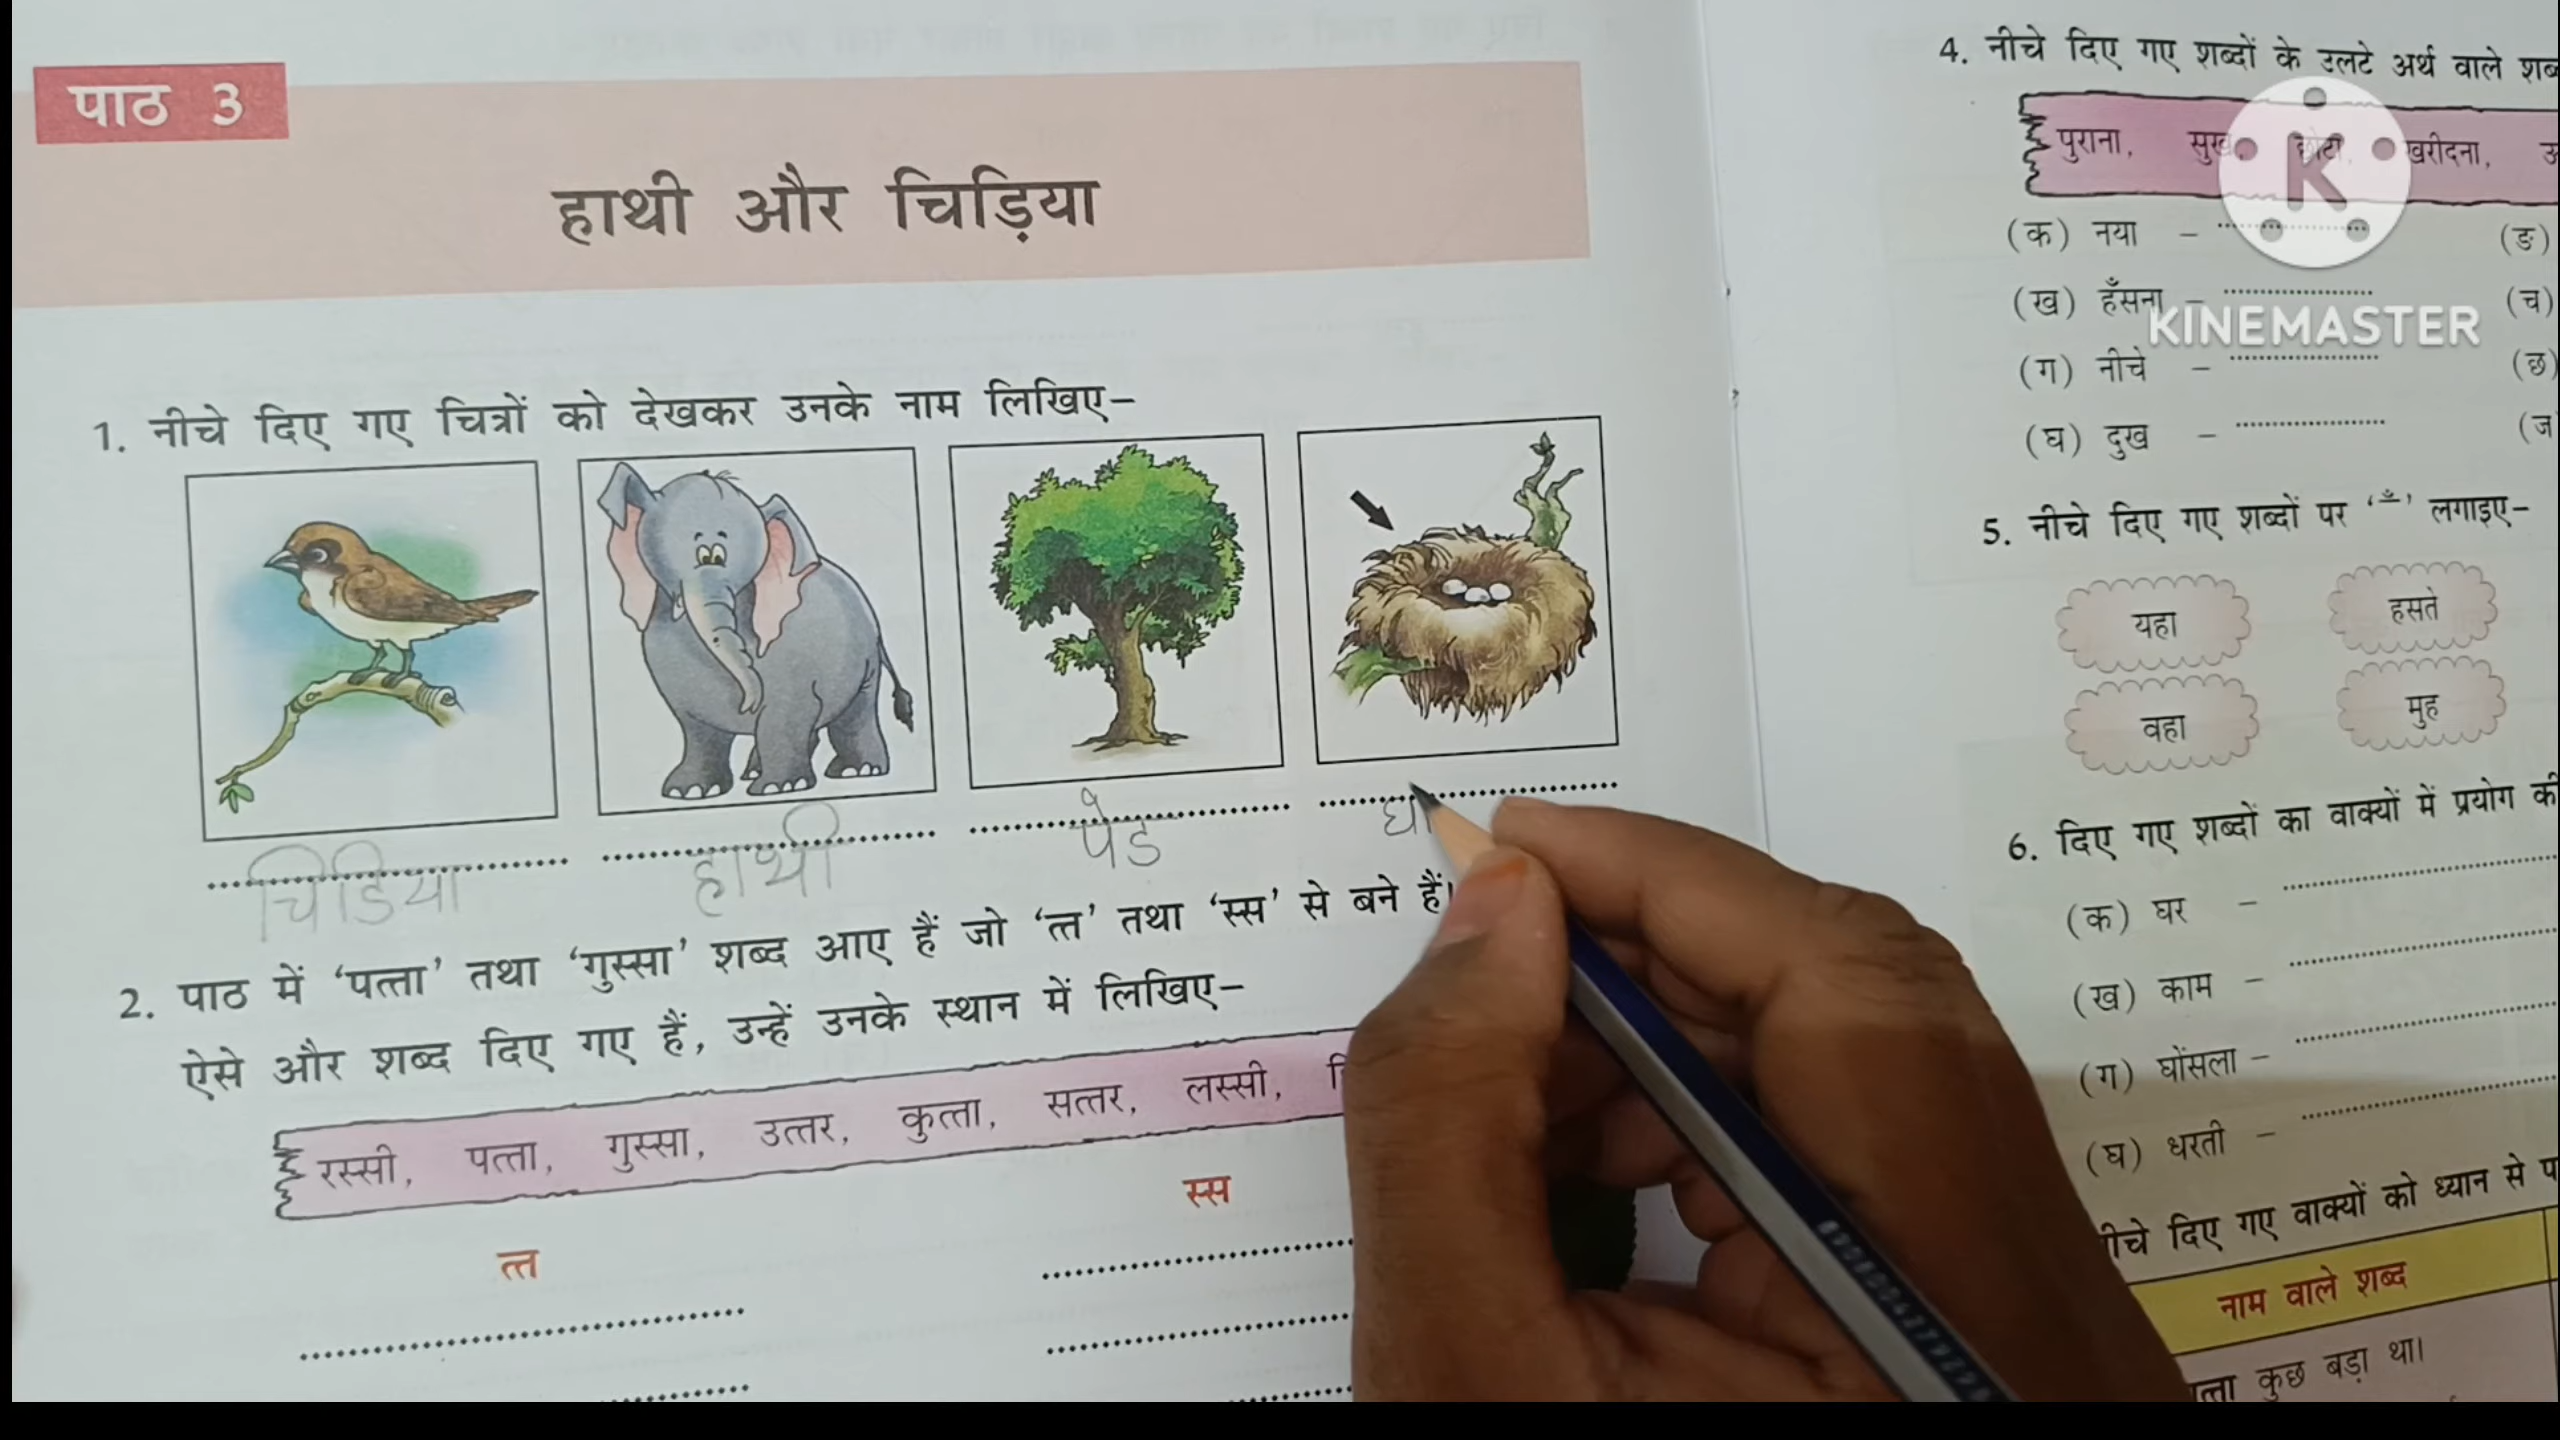 पाठ 3
हाथी और चिड़िया
1. नीचे दिए गए चित्रों को देखकर उनके नाम लिखिए-
चिडिया हाथी पेड घा
2. पाठ में ‘पत्ता’ तथा ‘गुस्सा’ शब्द आए हैं जो ‘त्त’ तथा ‘स्स’ से बने हैं।
ऐसे और शब्द दिए गए हैं, उन्हें उनके स्थान में लिखिए-
रस्सी, पत्ता, गुस्सा, उत्तर, कुत्ता, सत्तर, लस्सी,
त्त स्स
4. नीचे दिए गए शब्दों के उलटे अर्थ वाले
पुराना, सुख, छोटा, खरीदना,
(क) नया - (ङ)
(ख) हँसना - (च)
(ग) नीचे - (छ)
(घ) दुख - (ज
5. नीचे दिए गए शब्दों पर ‘ँ’ लगाइए-
यहा हसते
वहा मुह
6. दिए गए शब्दों का वाक्यों में प्रयोग
(क) घर -
(ख) काम -
(ग) घोंसला -
(घ) धरती -
दिए गए वाक्यों को ध्यान से
नाम वाले शब्द
कुछ बड़ा था।
K
KINEMASTER